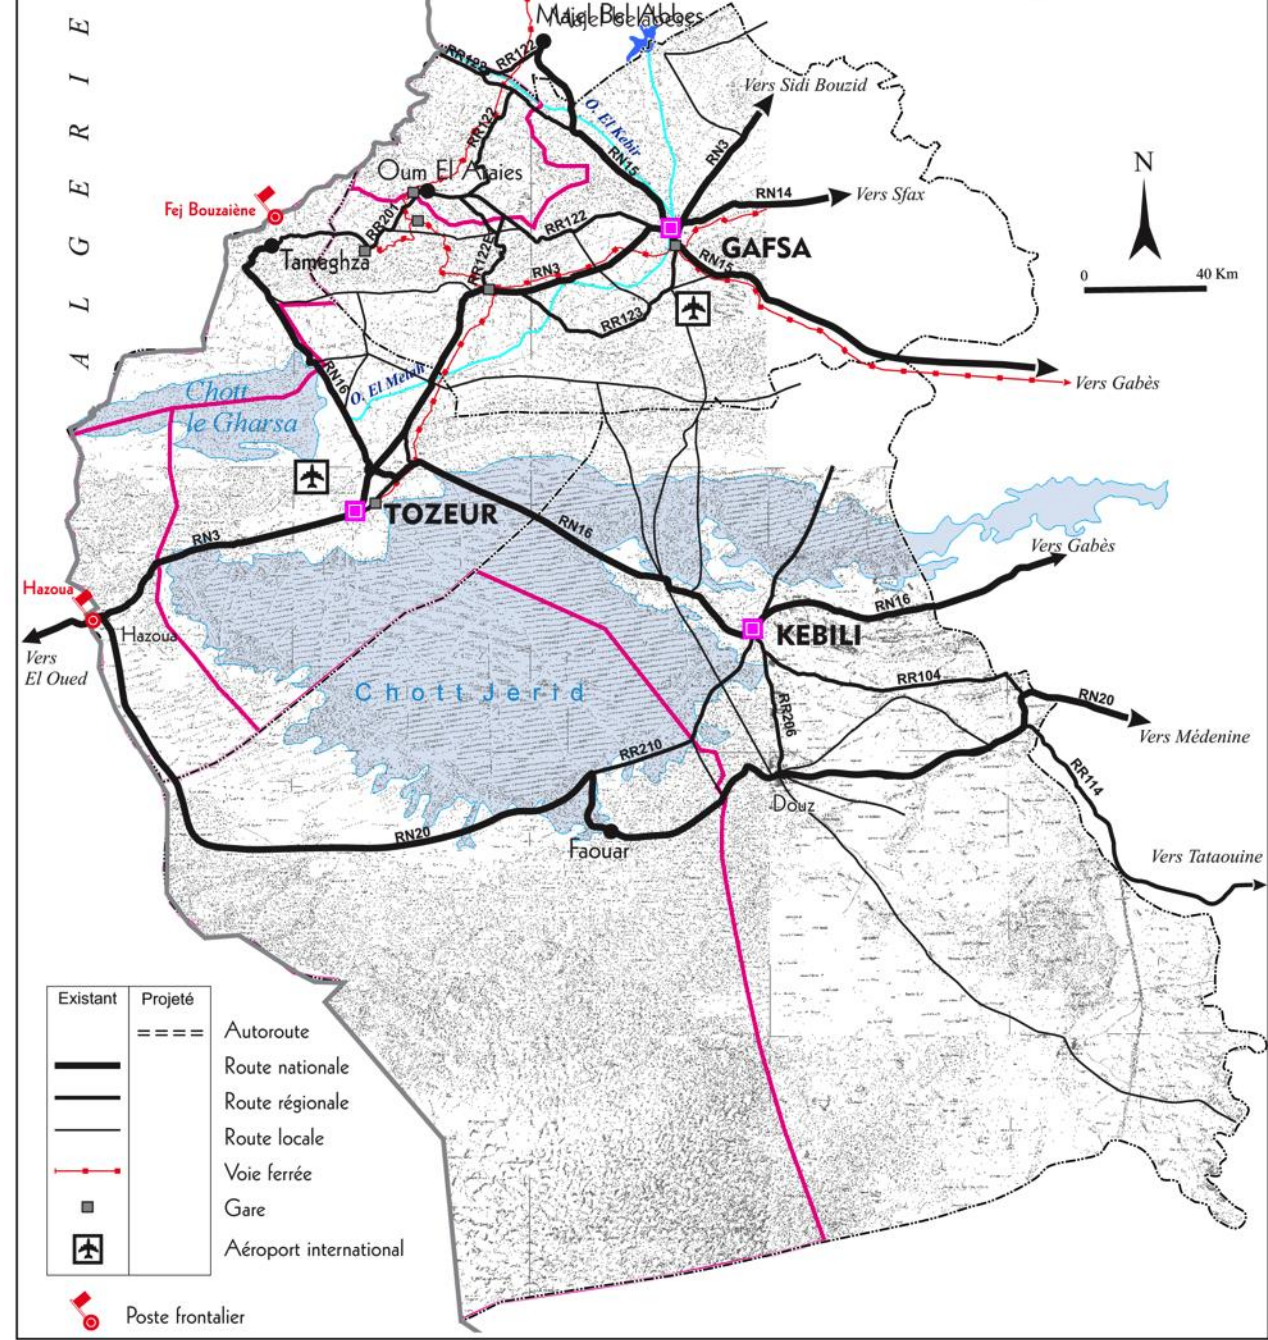 Majel Bel Abbes
RR122
RR122
Vers Sidi Bouzid
O. El Kebir
RR122
RN15
RN3
N
Oum El Araies
RN14
Vers Sfax
Fej Bouzaiène
RR201
RR122
GAFSA
Tameghza
RR122E
RN3
RN15
0 40 Km
RR123
ALGERIE
RN16
O. El Melah
Vers Gabès
Chott
le Gharsa
TOZEUR
RN16
RN3
Vers Gabès
Hazoua
RN16
Hazoua
KEBILI
Vers
El Oued
RR104
Chott Jerid
RR206
RN20
Vers Médenine
RR210
RR114
Douz
RN20
Faouar
Vers Tataouine
Existant Projeté
Autoroute
Route nationale
Route régionale
Route locale
Voie ferrée
Gare
Aéroport international
Poste frontalier